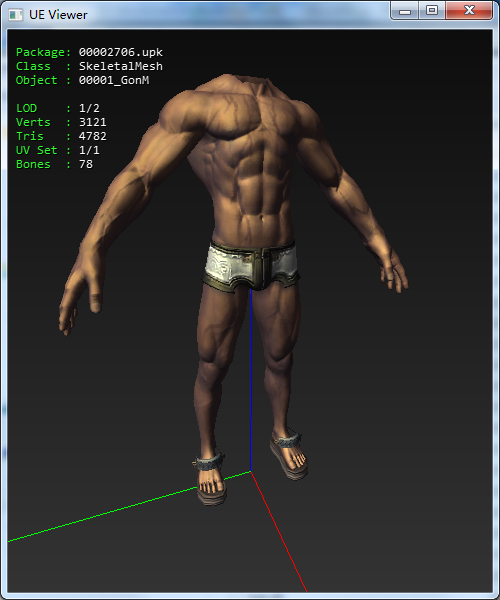 UE Viewer
Package: 00002706.upk
Class : SkeletalMesh
Object : 00001_GonM
LOD : 1/2
Verts : 3121
Tris : 4782
UV Set : 1/1
Bones : 78